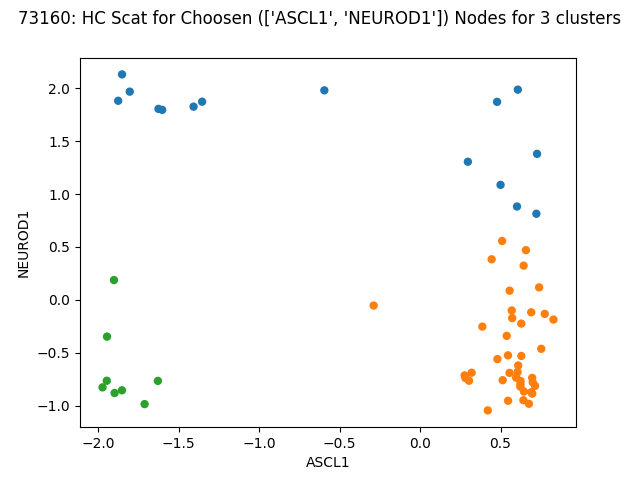 73160: HC Scat for Choosen (['ASCL1', 'NEUROD1']) Nodes for 3 clusters
2.0
1.5
1.0
0.5
0.0
−0.5
−1.0
NEUROD1
−2.0 −1.5 −1.0 −0.5 0.0 0.5
ASCL1